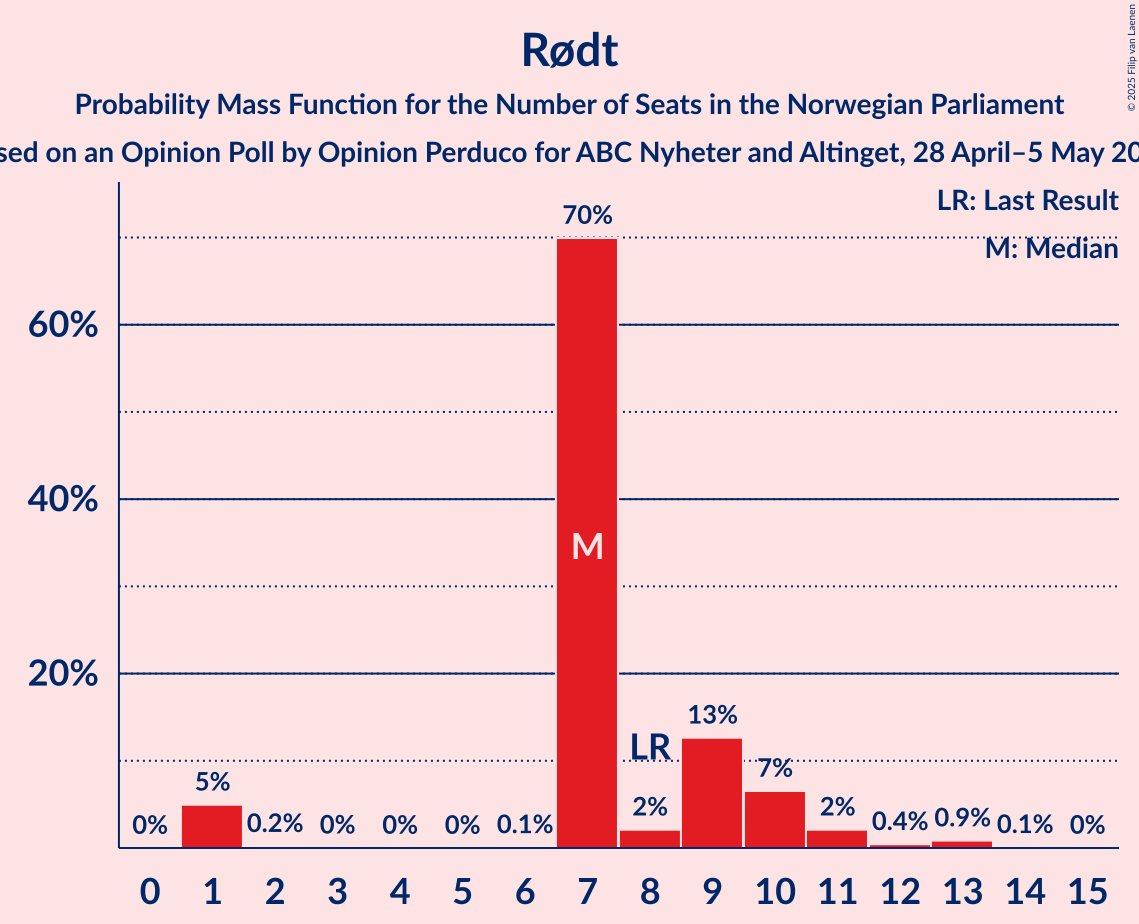 Rødt
Probability Mass Function for the Number of Seats in the Norwegian Parliament
on an Opinion Poll by Opinion Perduco for ABC Nyheter and Altinget, 28 April–5 May
© 2025 Filip van Laenen
LR: Last Result
M: Median
60%
40%
20%
0%
5%
0.2%
0%
0%
0%
0.1%
70%
M
LR
2%
13%
7%
2%
0.4%
0.9%
0.1%
0%
0 1 2 3 4 5 6 7 8 9 10 11 12 13 14 15